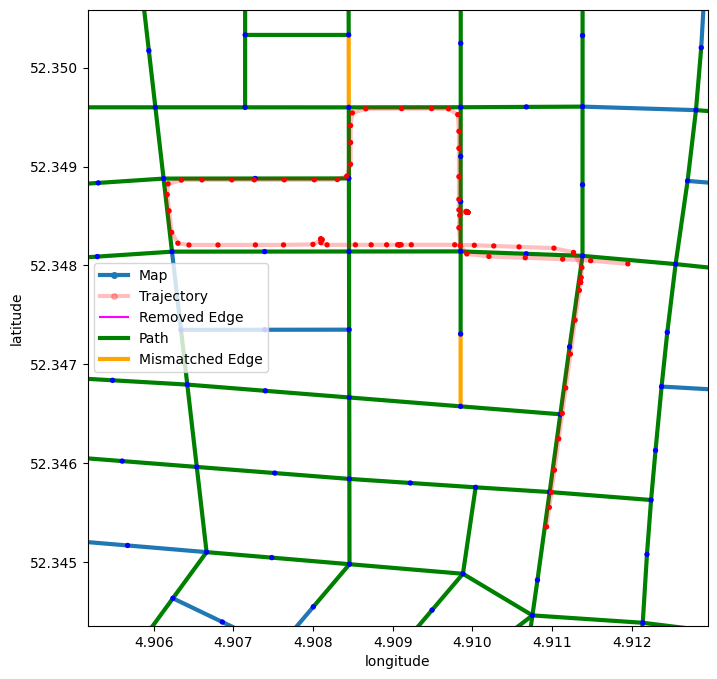 52.350
52.349
52.348
52.347
52.346
52.345
latitude
Map
Trajectory
Removed Edge
Path
Mismatched Edge
4.906 4.907 4.908 4.909 4.910 4.911 4.912
longitude